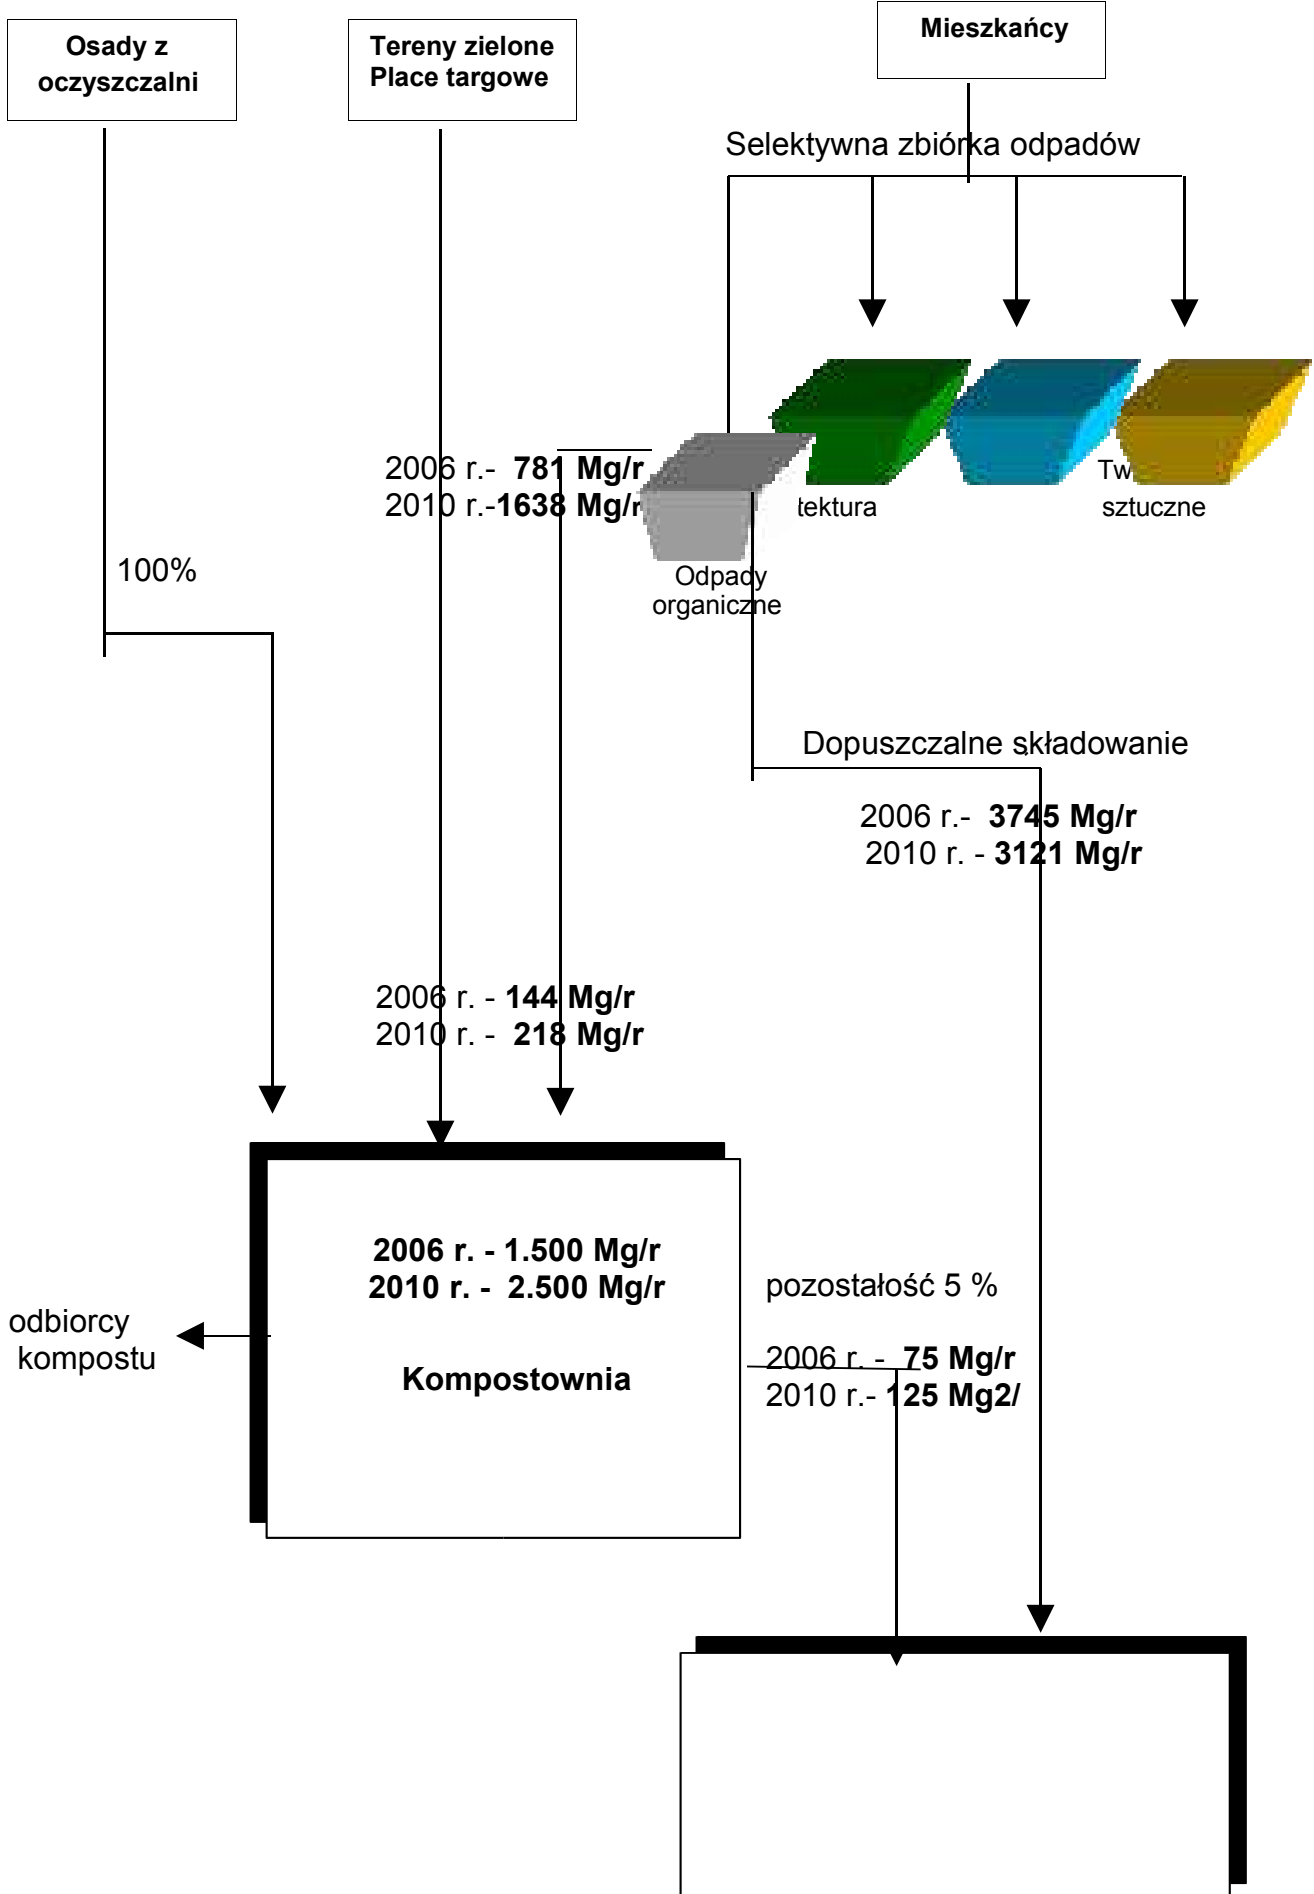 Osady z
oczyszczalni
Tereny zielone
Place targowe
Mieszkańcy
Selektywna zbiórka odpadów
2006 r.- 781 Mg/r
2010 r.-1638 Mg/r
tektura
Tw
sztuczne
Odpady
organiczne
100%
Dopuszczalne składowanie
2006 r.- 3745 Mg/r
2010 r. - 3121 Mg/r
2006 r. - 144 Mg/r
2010 r. - 218 Mg/r
2006 r. - 1.500 Mg/r
2010 r. - 2.500 Mg/r
Kompostownia
odbiorcy
kompostu
pozostałość 5 %
2006 r. - 75 Mg/r
2010 r.- 125 Mg2/